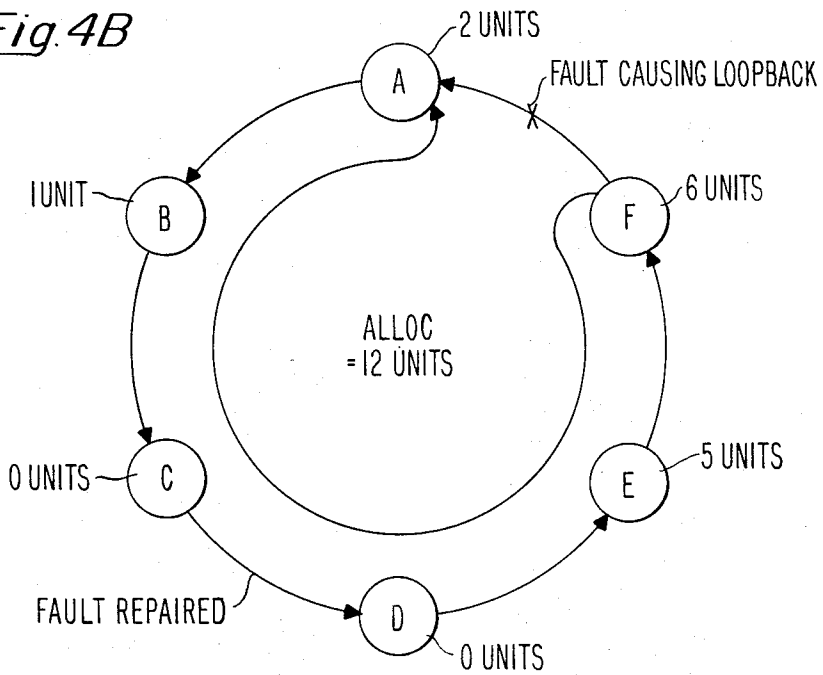 Fig. 4B
2 UNITS
A
FAULT CAUSING LOOPBACK
X
1 UNIT
B
F
6 UNITS
ALLOC
= 12 UNITS
0 UNITS
C
E
5 UNITS
FAULT REPAIRED
D
0 UNITS